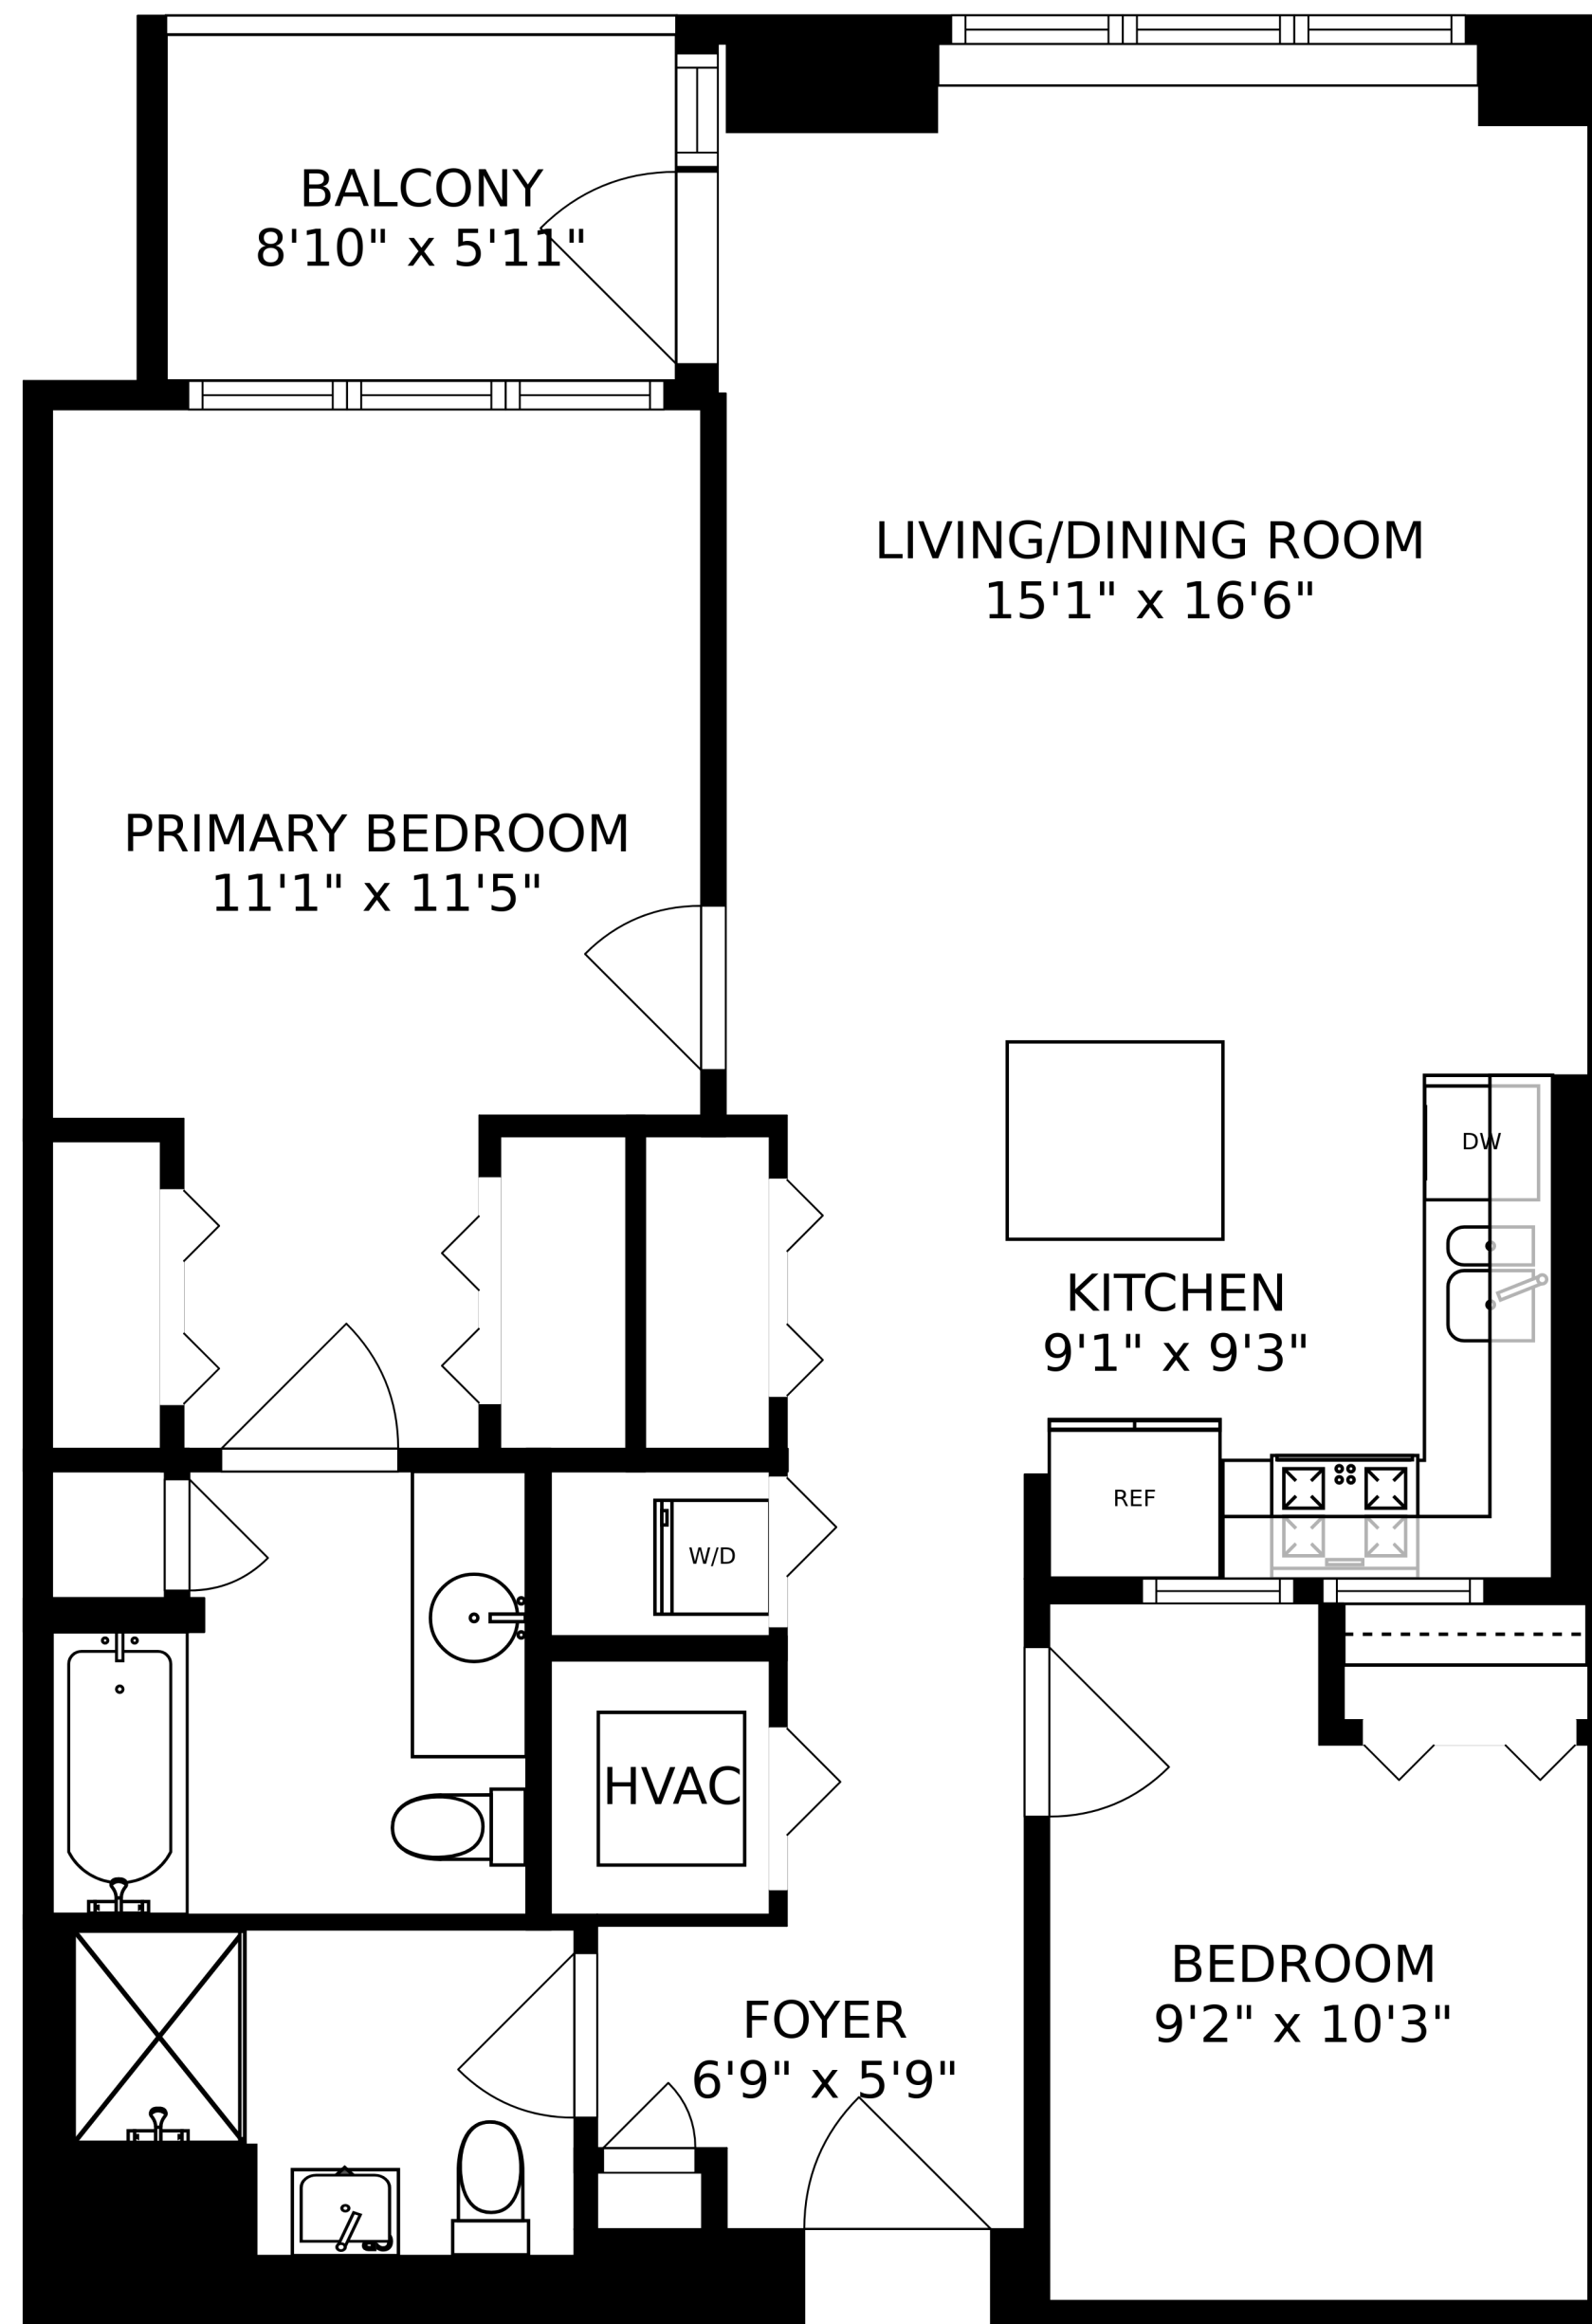 BALCONY
8'10" x 5'11"
LIVING/DINING ROOM
15'1" x 16'6"
PRIMARY BEDROOM
11'1" x 11'5"
DW
KITCHEN
9'1" x 9'3"
REF
W/D
HVAC
BEDROOM
9'2" x 10'3"
FOYER
6'9" x 5'9"